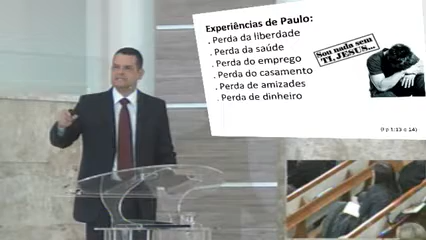 Experiências de Paulo:
. Perda da liberdade
. Perda da saúde
. Perda do emprego
. Perda do casamento
. Perda de amizades
. Perda de dinheiro
Sou nada sem
TI, JESUS...